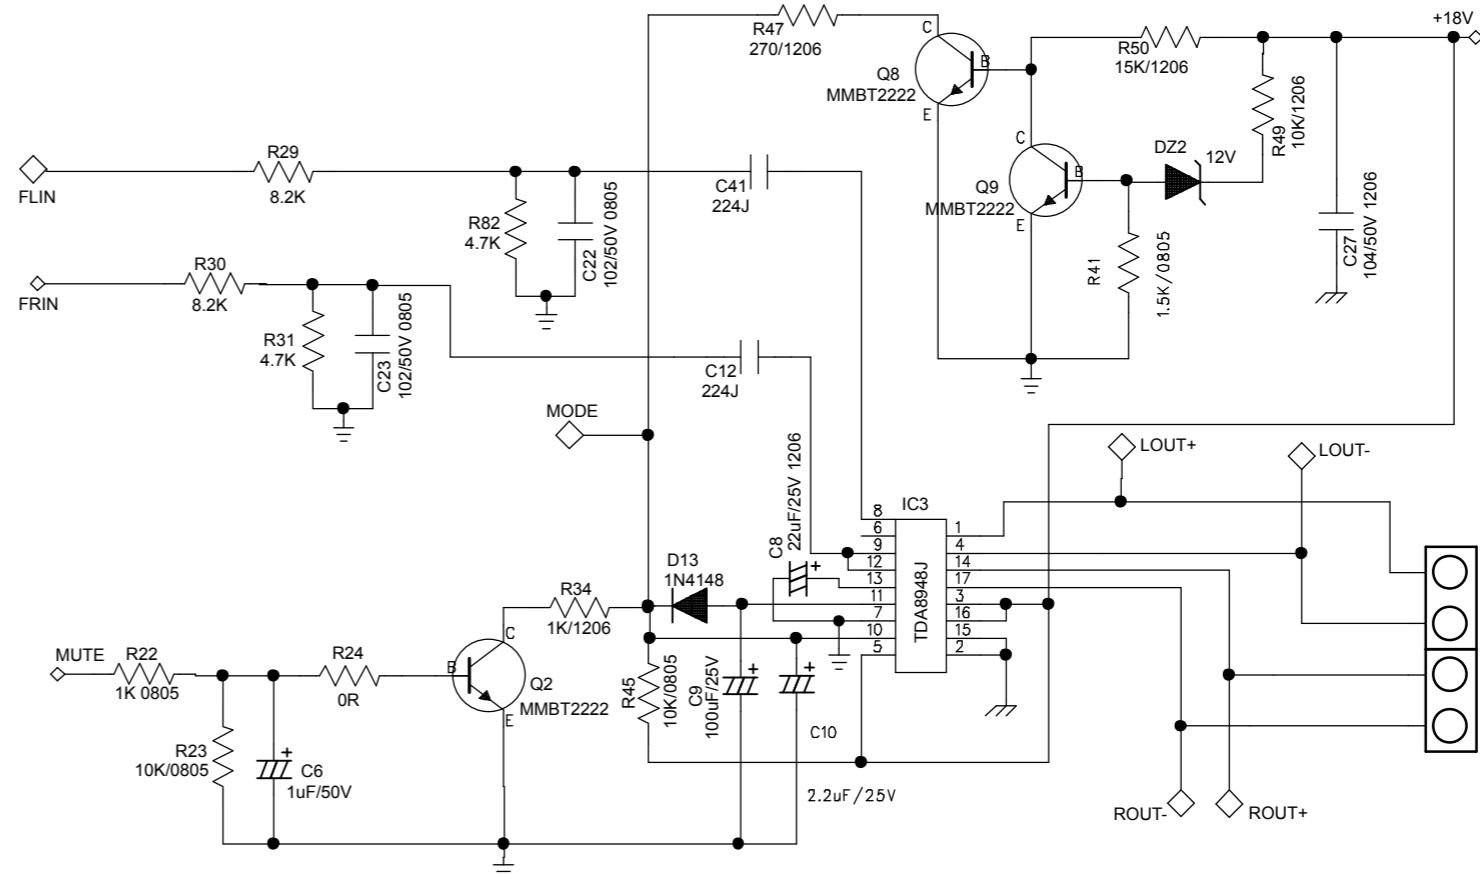 +18V
R47
270/1206
C
B
E
Q8
MMBT2222
R50
15K/1206
R49
10K/1206
C
B
E
Q9
MMBT2222
DZ2
12V
R41
1.5K/0805
C27
104/50V 1206
FLIN
R29
8.2K
R82
4.7K
C22
102/50V 0805
C41
224J
FRIN
R30
8.2K
R31
4.7K
C23
102/50V 0805
C12
224J
MODE
LOUT+
LOUT-
C8
22uF/25V 1206
+
IC3
TDA8948J
8
6
9
12
13
11
7
10
5
1
4
14
17
3
16
15
2
D13
1N4148
R34
1K/1206
MUTE
R22
1K 0805
R24
0R
B
C
E
Q2
MMBT2222
R45
10K/0805
C9
100uF/25V
+
+
C10
2.2uF/25V
R23
10K/0805
+
C6
1uF/50V
ROUT-
ROUT+